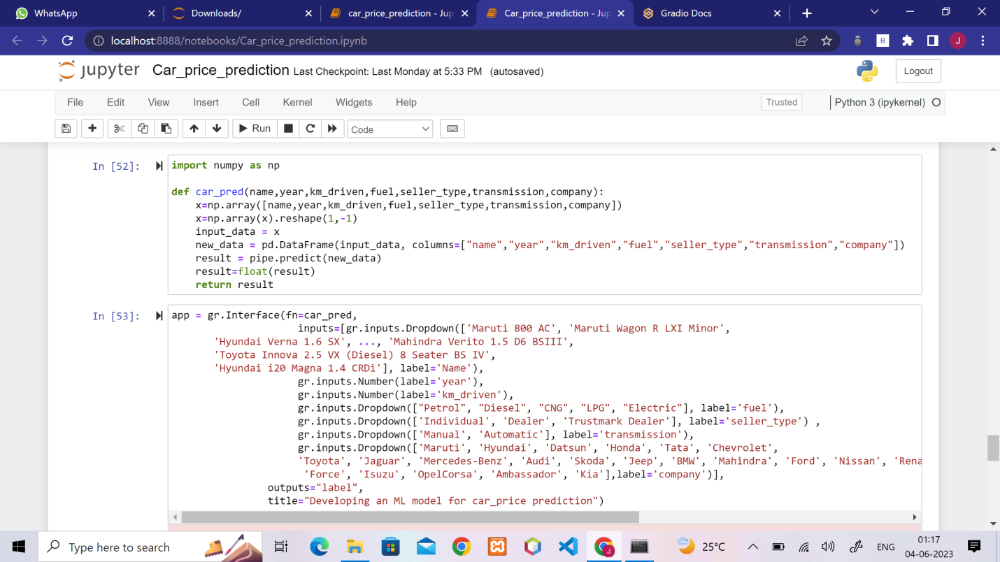 WhatsApp
Downloads/
car_price_prediction - Jup
Car_price_prediction - Jup
Gradio Docs
localhost:8888/notebooks/Car_price_prediction.ipynb
B
J
jupyter Car_price_prediction Last Checkpoint: Last Monday at 5:33 PM (autosaved)
Logout
File Edit View Insert Cell Kernel Widgets Help
Trusted
Python 3 (ipykernel)
Run
Code
In [52]:
import numpy as np

def car_pred(name,year,km_driven,fuel,seller_type,transmission,company):
    x=np.array([name,year,km_driven,fuel,seller_type,transmission,company])
    x=np.array(x).reshape(1,-1)
    input_data = x
    new_data = pd.DataFrame(input_data, columns=["name","year","km_driven","fuel","seller_type","transmission","company"])
    result = pipe.predict(new_data)
    result=float(result)
    return result
In [53]:
app = gr.Interface(fn=car_pred,
                     inputs=[gr.inputs.Dropdown(['Maruti 800 AC', 'Maruti Wagon R LXI Minor',
       'Hyundai Verna 1.6 SX', ..., 'Mahindra Verito 1.5 D6 BSIII',
       'Toyota Innova 2.5 VX (Diesel) 8 Seater BS IV',
       'Hyundai i20 Magna 1.4 CRDi'], label='Name'),
                     gr.inputs.Number(label='year'),
                     gr.inputs.Number(label='km_driven'),
                     gr.inputs.Dropdown(["Petrol", "Diesel", "CNG", "LPG", "Electric"], label='fuel'),
                     gr.inputs.Dropdown(['Individual', 'Dealer', 'Trustmark Dealer'], label='seller_type') ,
                     gr.inputs.Dropdown(['Manual', 'Automatic'], label='transmission'),
                     gr.inputs.Dropdown(['Maruti', 'Hyundai', 'Datsun', 'Honda', 'Tata', 'Chevrolet',
                     'Toyota', 'Jaguar', 'Mercedes-Benz', 'Audi', 'Skoda', 'Jeep', 'BMW', 'Mahindra', 'Ford', 'Nissan', 'Rena
                      'Force', 'Isuzu', 'OpelCorsa', 'Ambassador', 'Kia'],label='company')],
                outputs="label",
                title="Developing an ML model for car_price prediction")
Type here to search
25°C
ENG
01:17
04-06-2023